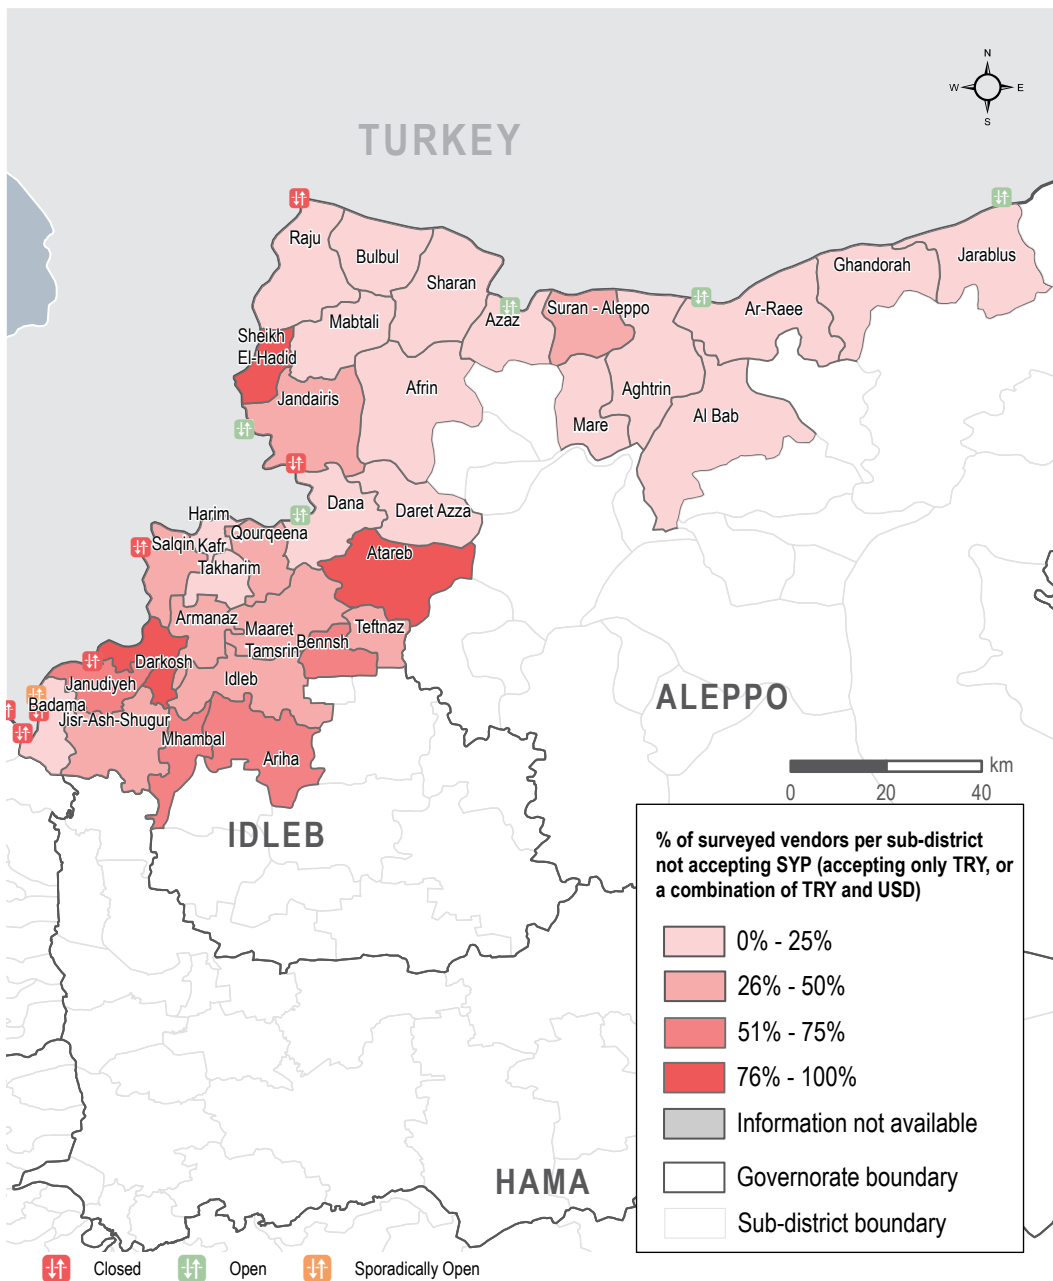 N
W
E
S
TURKEY
Raju
Bulbul
Sharan
Jarablus
Ghandorah
Ar-Raee
Suran - Aleppo
Azaz
Mabtali
Sheikh
El-Hadid
Jandairis
Afrin
Aghtrin
Mare
Al Bab
Dana
Daret Azza
Harim
Qourqeena
Salqin
Kafr
Takharim
Atareb
Armanaz
Maaret
Tamsrin
Bennsh
Teftnaz
Darkosh
Janudiyeh
Idleb
Badama
Jisr-Ash-Shugur
Mhambal
Ariha
ALEPPO
IDLEB
HAMA
km
0 20 40
% of surveyed vendors per sub-district
not accepting SYP (accepting only TRY, or
a combination of TRY and USD)
0% - 25%
26% - 50%
51% - 75%
76% - 100%
Information not available
Governorate boundary
Sub-district boundary
Closed
Open
Sporadically Open